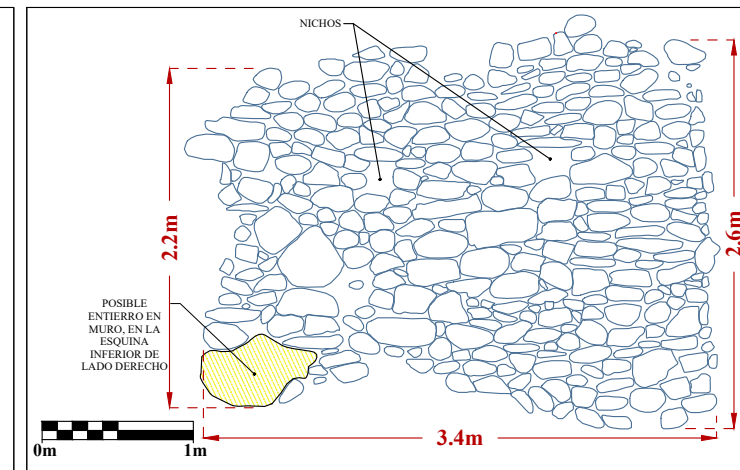 NICHOS
2.2m
2.6m
POSIBLE
ENTIERRO EN
MURO, EN LA
ESQUINA
INFERIOR DE
LADO DERECHO
0m
1m
3.4m